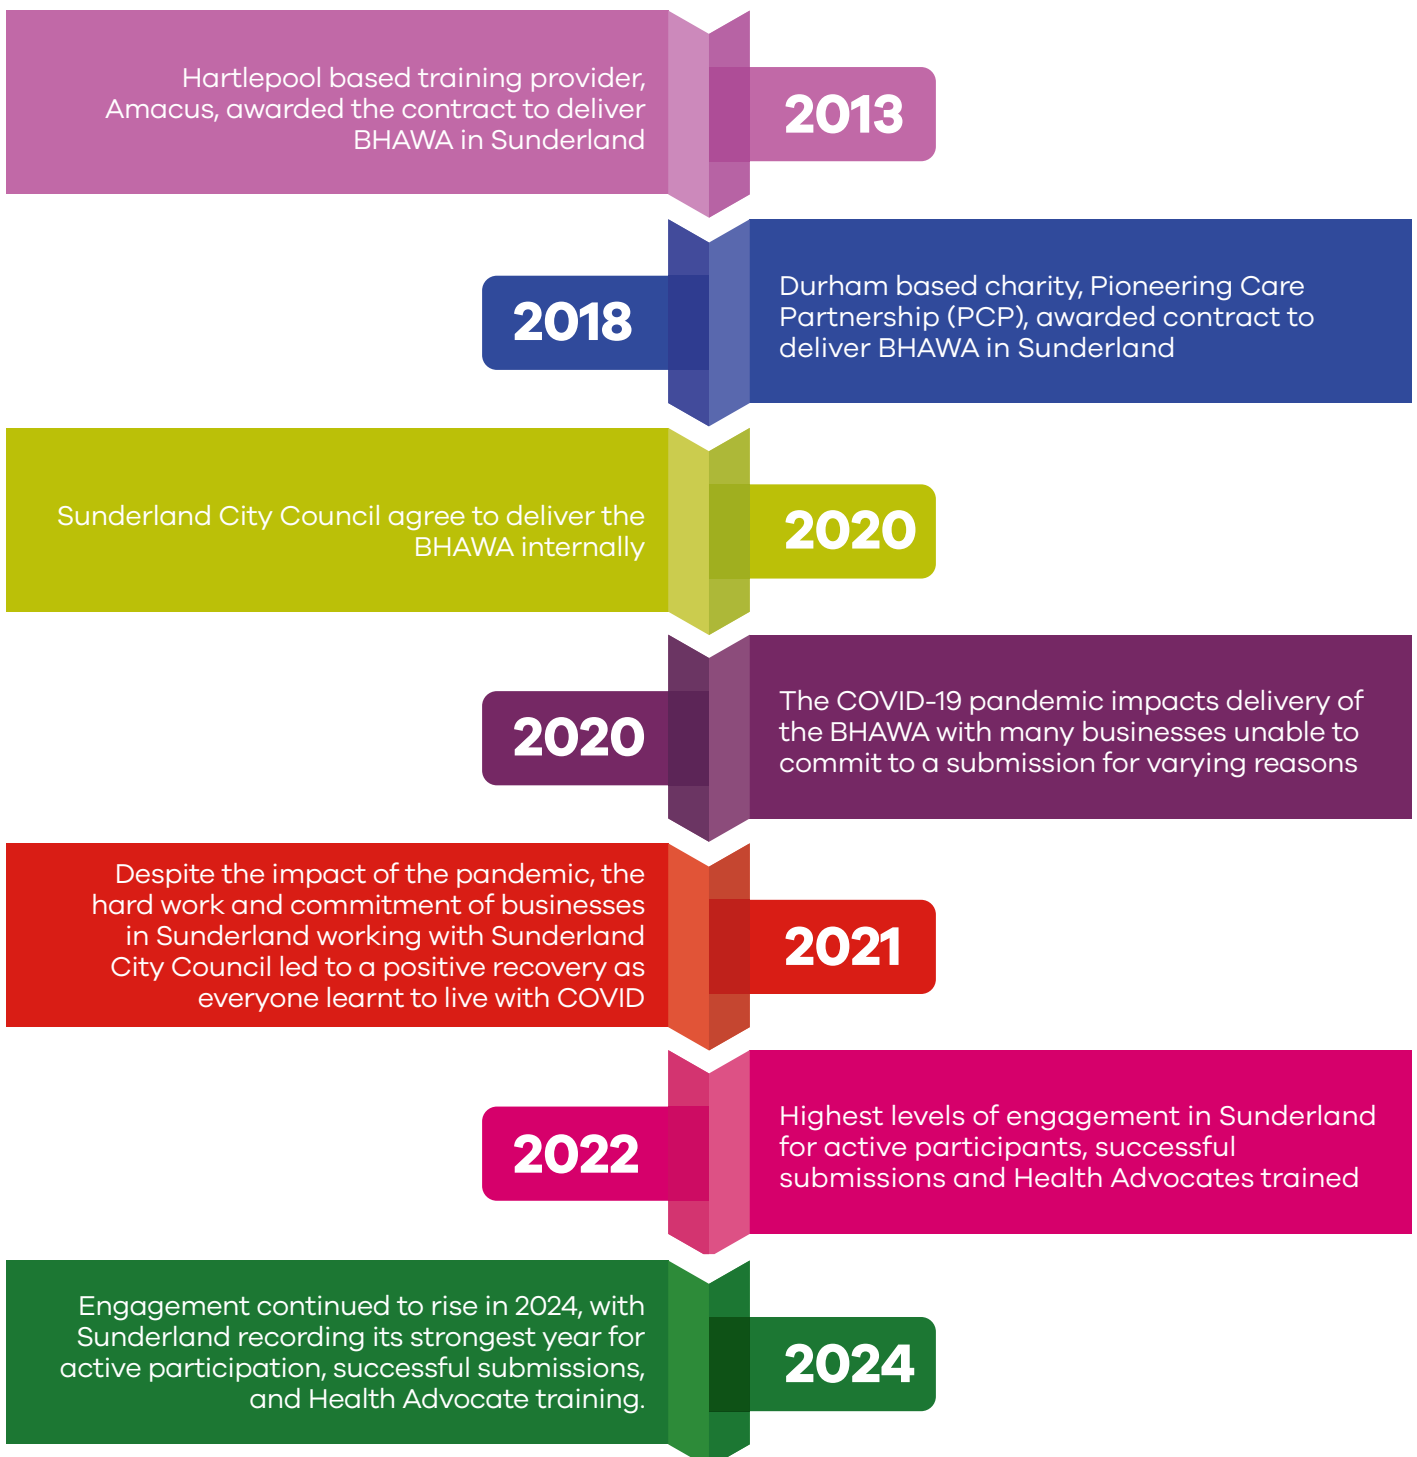 Hartlepool based training provider,
Amacus, awarded the contract to deliver
BHAWA in Sunderland
2013
2018
Durham based charity, Pioneering Care
Partnership (PCP), awarded contract to
deliver BHAWA in Sunderland
Sunderland City Council agree to deliver the
BHAWA internally
2020
2020
The COVID-19 pandemic impacts delivery of
the BHAWA with many businesses unable to
commit to a submission for varying reasons
Despite the impact of the pandemic, the
hard work and commitment of businesses
in Sunderland working with Sunderland
City Council led to a positive recovery as
everyone learnt to live with COVID
2021
2022
Highest levels of engagement in Sunderland
for active participants, successful
submissions and Health Advocates trained
Engagement continued to rise in 2024, with
Sunderland recording its strongest year for
active participation, successful submissions,
and Health Advocate training.
2024